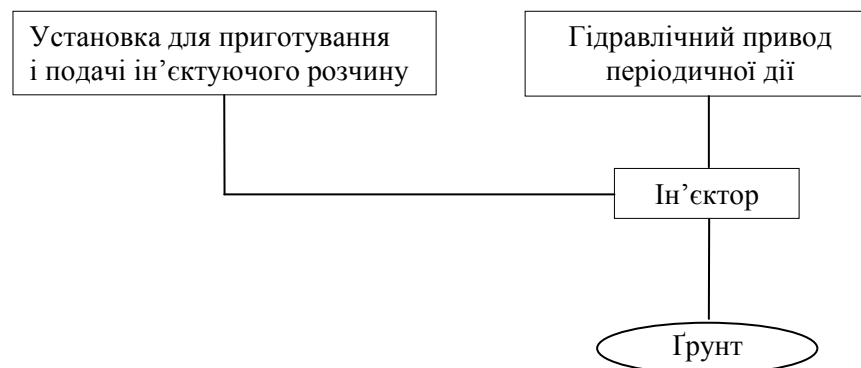 Установка для приготування
і подачі ін’єктуючого розчину
Гідравлічний привод
періодичної дії
Ін’єктор
Ґрунт